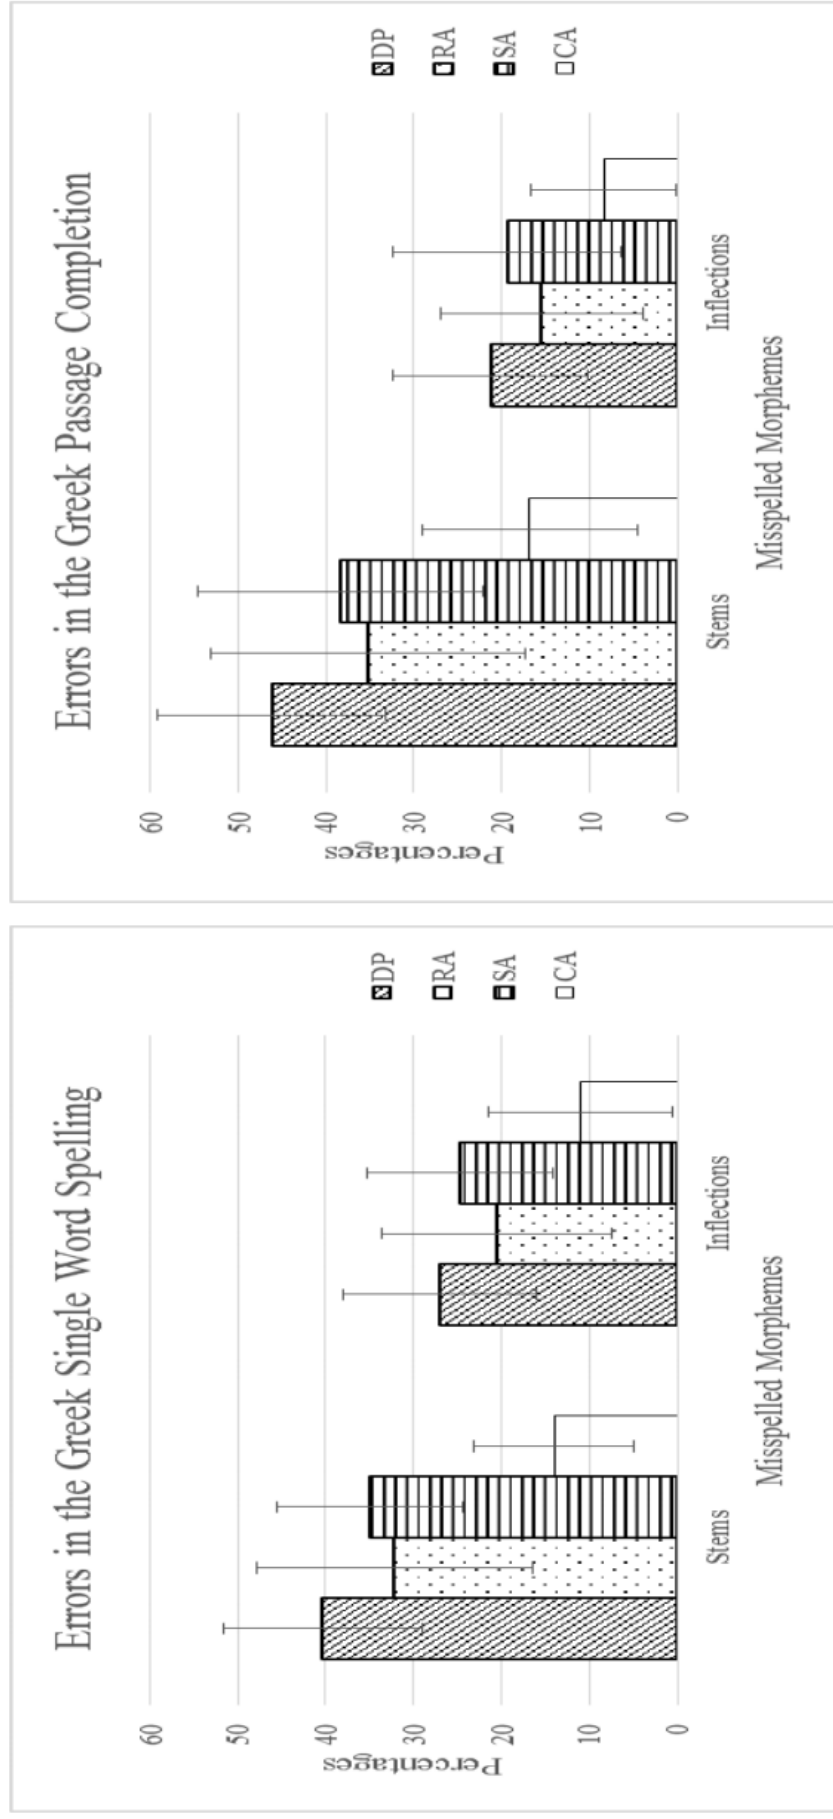 Errors in the Greek Single Word Spelling
60
50
40
30
20
10
0
Percentages
Stems
Inflections
Misspelled Morphemes
DP
RA
SA
CA
Errors in the Greek Passage Completion
60
50
40
30
20
10
0
Percentages
Stems
Inflections
Misspelled Morphemes
DP
RA
SA
CA